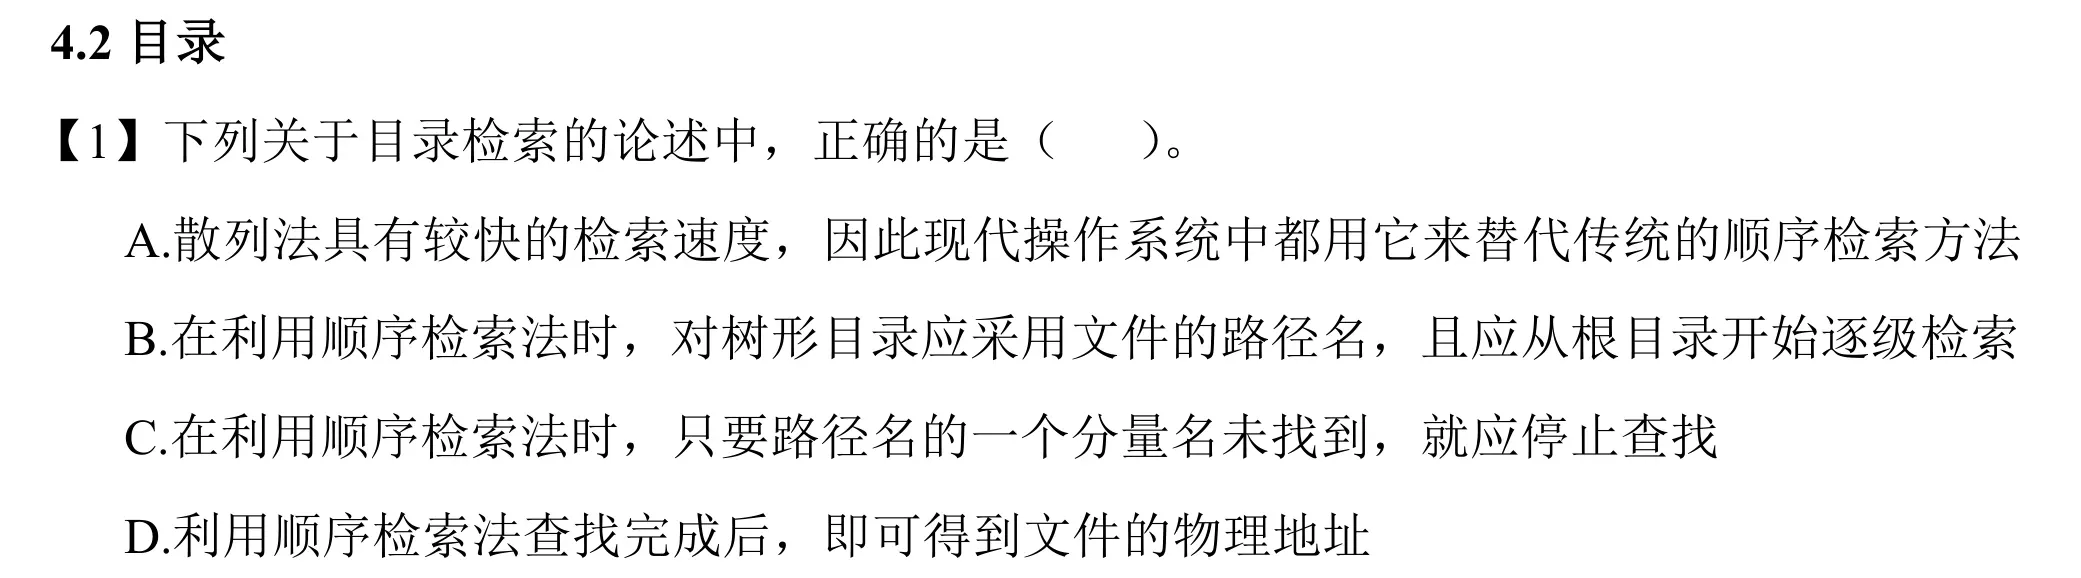 4.2 目录
【1】下列关于目录检索的论述中，正确的是（　　）。
A.散列法具有较快的检索速度，因此现代操作系统中都用它来替代传统的顺序检索方法
B.在利用顺序检索法时，对树形目录应采用文件的路径名，且应从根目录开始逐级检索
C.在利用顺序检索法时，只要路径名的一个分量名未找到，就应停止查找
D.利用顺序检索法查找完成后，即可得到文件的物理地址